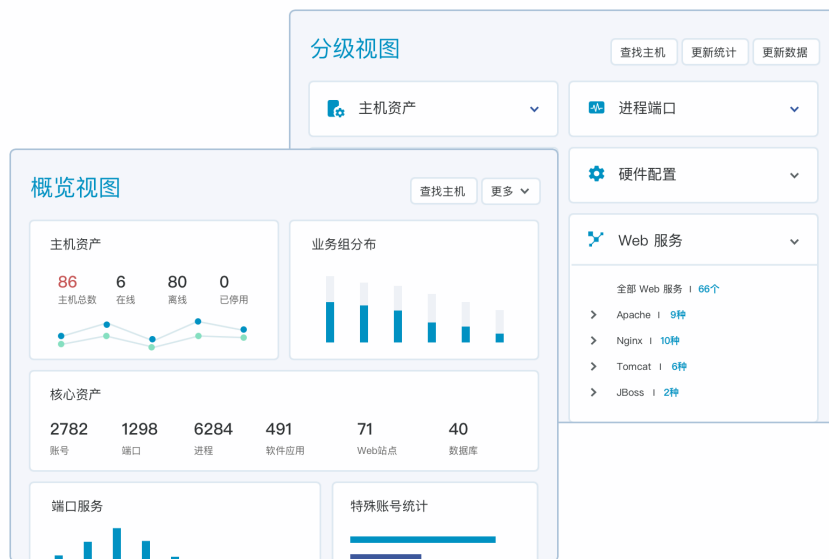 分级视图
查找主机 更新统计 更新数据
主机资产
进程端口
硬件配置
Web 服务
全部 Web 服务 | 66个
Apache | 9种
Nginx | 10种
Tomcat | 6种
JBoss | 2种
概览视图
查找主机 更多
主机资产
86 6 80 0
主机总数 在线 离线 已停用
业务组分布
核心资产
2782 1298 6284 491 71 40
账号 端口 进程 软件应用 Web站点 数据库
端口服务
特殊账号统计